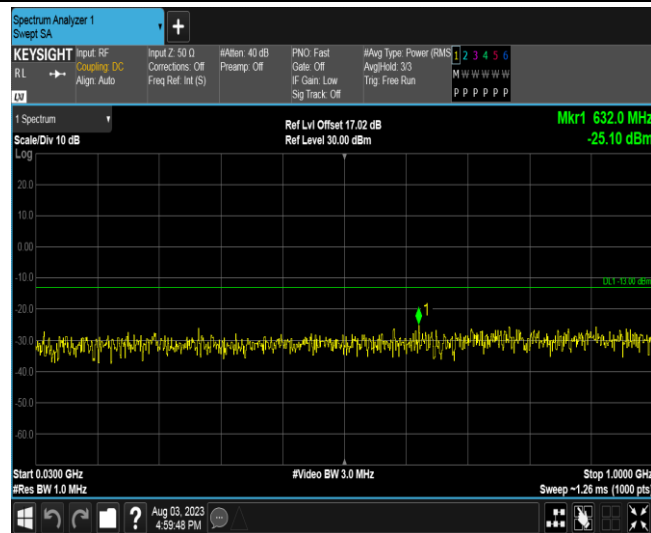 Spectrum Analyzer 1
Swept SA
+
KEYSIGHT
RL
LXI
Input: RF
Coupling: DC
Align: Auto
Input Z: 50 Ω
Corrections: Off
Freq Ref: Int (S)
#Atten: 40 dB
Preamp: Off
PNO: Fast
Gate: Off
IF Gain: Low
Sig Track: Off
#Avg Type: Power (RMS
Avg|Hold: 3/3
Trig: Free Run
1 2 3 4 5 6
M W W W W W
P P P P P P
1 Spectrum
Scale/Div 10 dB
Log
Ref Lvl Offset 17.02 dB
Ref Level 30.00 dBm
Mkr1 632.0 MHz
-25.10 dBm
20.0
10.0
0.00
-10.0
DL1 -13.00 dBm
-20.0
1
-30.0
-40.0
-50.0
-60.0
Start 0.0300 GHz
#Res BW 1.0 MHz
#Video BW 3.0 MHz
Stop 1.0000 GHz
Sweep ~1.26 ms (1000 pts)
?
Aug 03, 2023
4:59:48 PM